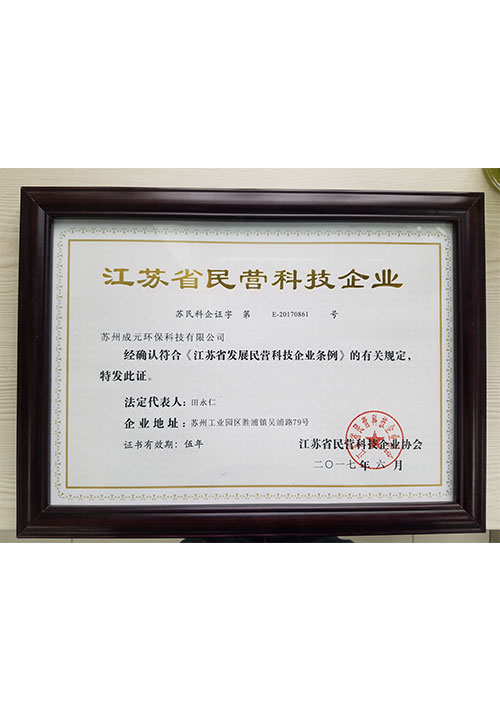 江苏省民营科技企业
苏民科企证字 第 E-20170861 号
苏州成元环保科技有限公司
经确认符合《江苏省发展民营科技企业条例》的有关规定，
特发此证。
法定代表人：田永仁
企业地址：苏州工业园区胜浦镇吴浦路79号
证书有效期：伍年
江苏省民营科技企业协会
二〇一七年六月